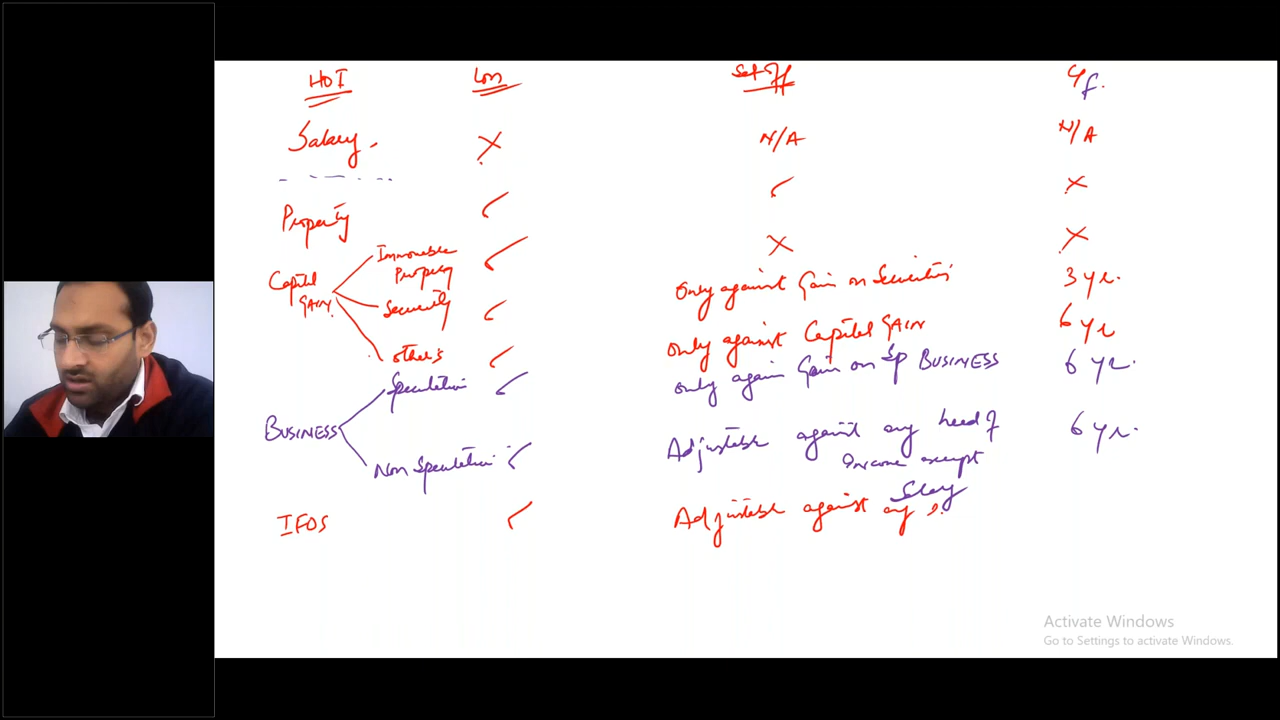 HOI Loss Set off C/f.
Salary. X N/A N/A
Property ✓ ✓ X
Capital GAIN. Immovable Property ✓ X X
Security ✓ Only against Gain on Securities 3 yr.
others ✓ only against Capital GAIN 6 yr
BUSINESS Speculation ✓ only again Gain on Sp BUSINESS 6 yr.
Non Speculation ✓ Adjustable against any head of 6 yr.
Income except
Salary
IFOS ✓ Adjustable against any
Activate Windows
Go to Settings to activate Windows.